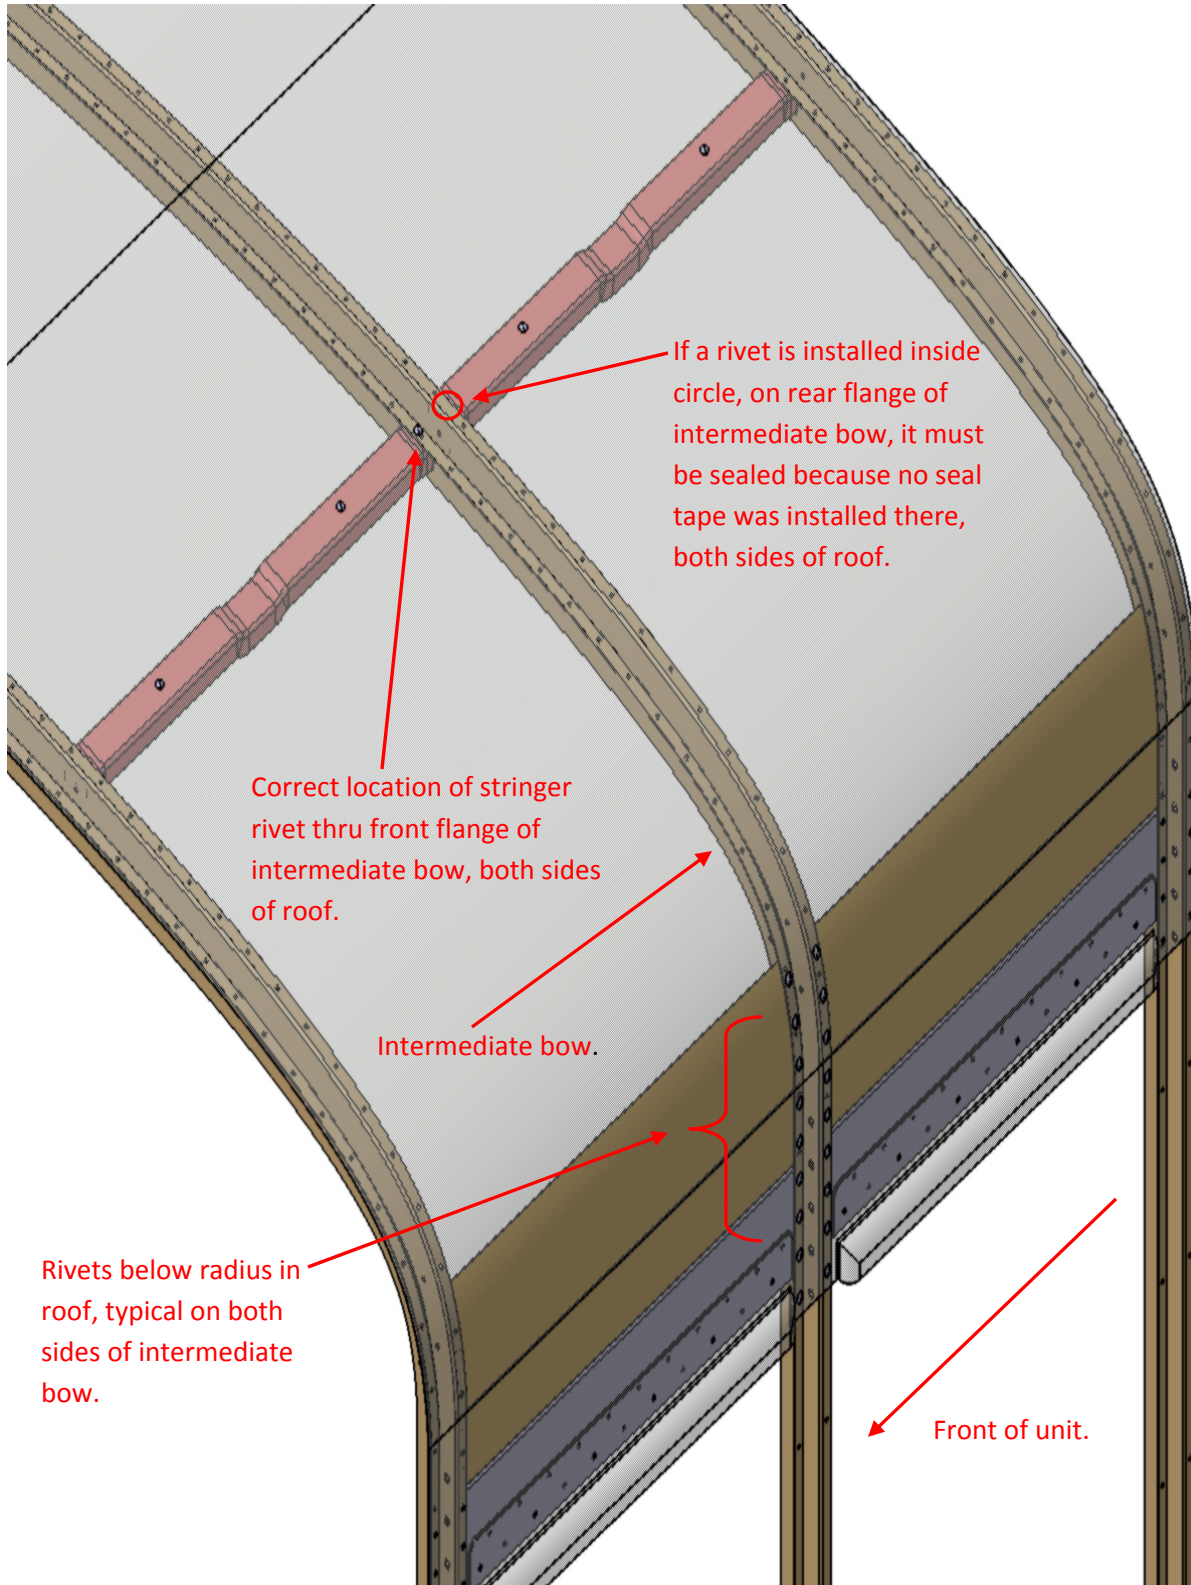 If a rivet is installed inside
circle, on rear flange of
intermediate bow, it must
be sealed because no seal
tape was installed there,
both sides of roof.
Correct location of stringer
rivet thru front flange of
intermediate bow, both sides
of roof.
Intermediate bow.
Rivets below radius in
roof, typical on both
sides of intermediate
bow.
Front of unit.